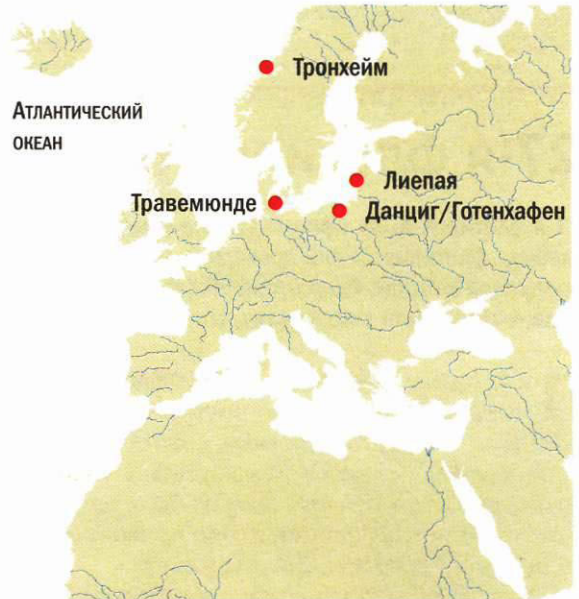 Тронхейм
Атлантический
океан
Лиепая
Травемюнде
Данциг/Готенхафен